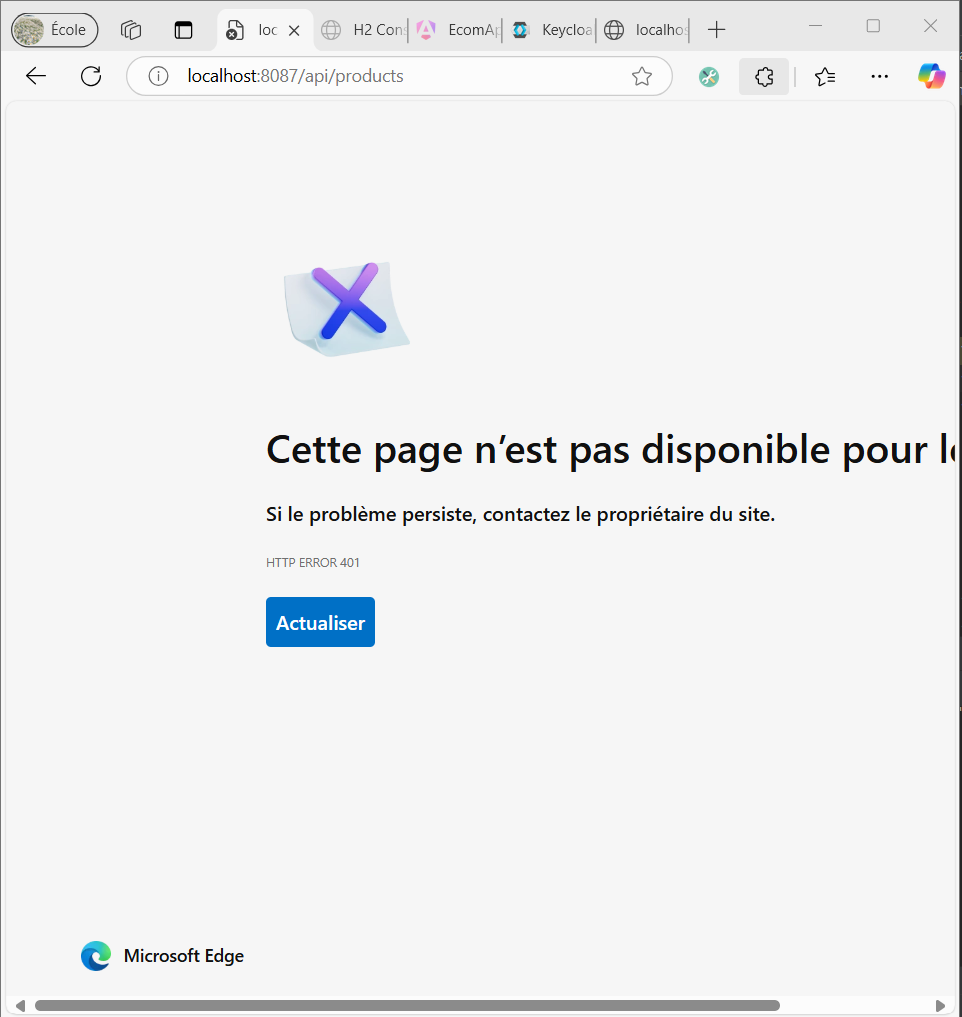 École
loc
H2 Con
EcomAp
Keycloa
localhos
localhost:8087/api/products
Cette page n’est pas disponible pour
Si le problème persiste, contactez le propriétaire du site.
HTTP ERROR 401
Actualiser
Microsoft Edge